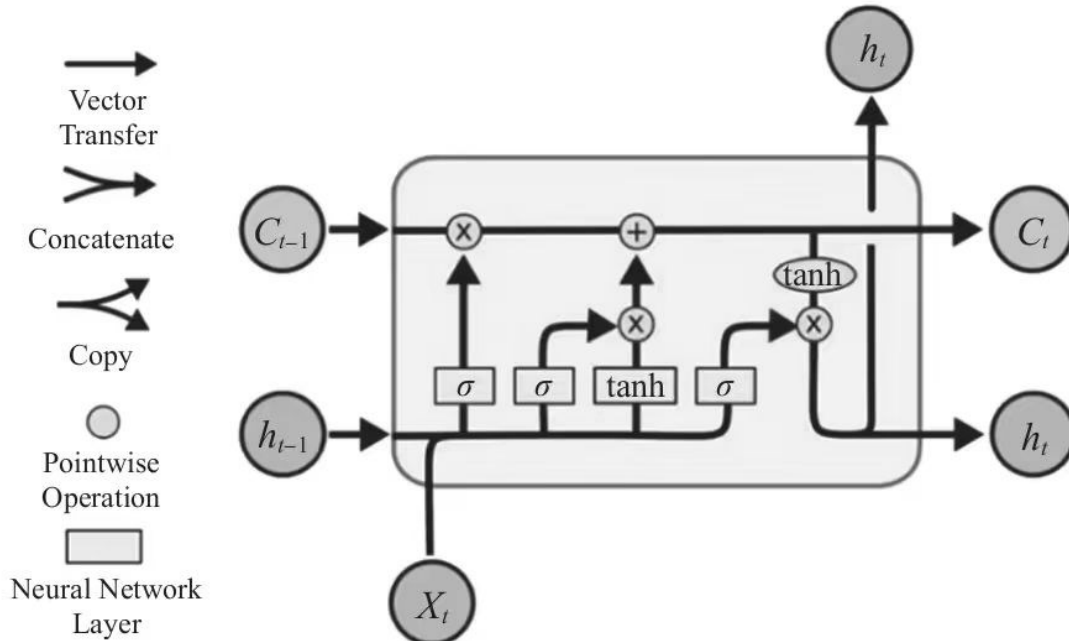 Vector
Transfer
Concatenate
Copy
Pointwise
Operation
Neural Network
Layer
h_t
C_{t−1}
×
+
C_t
tanh
×
×
σ
σ
tanh
σ
h_{t−1}
h_t
X_t